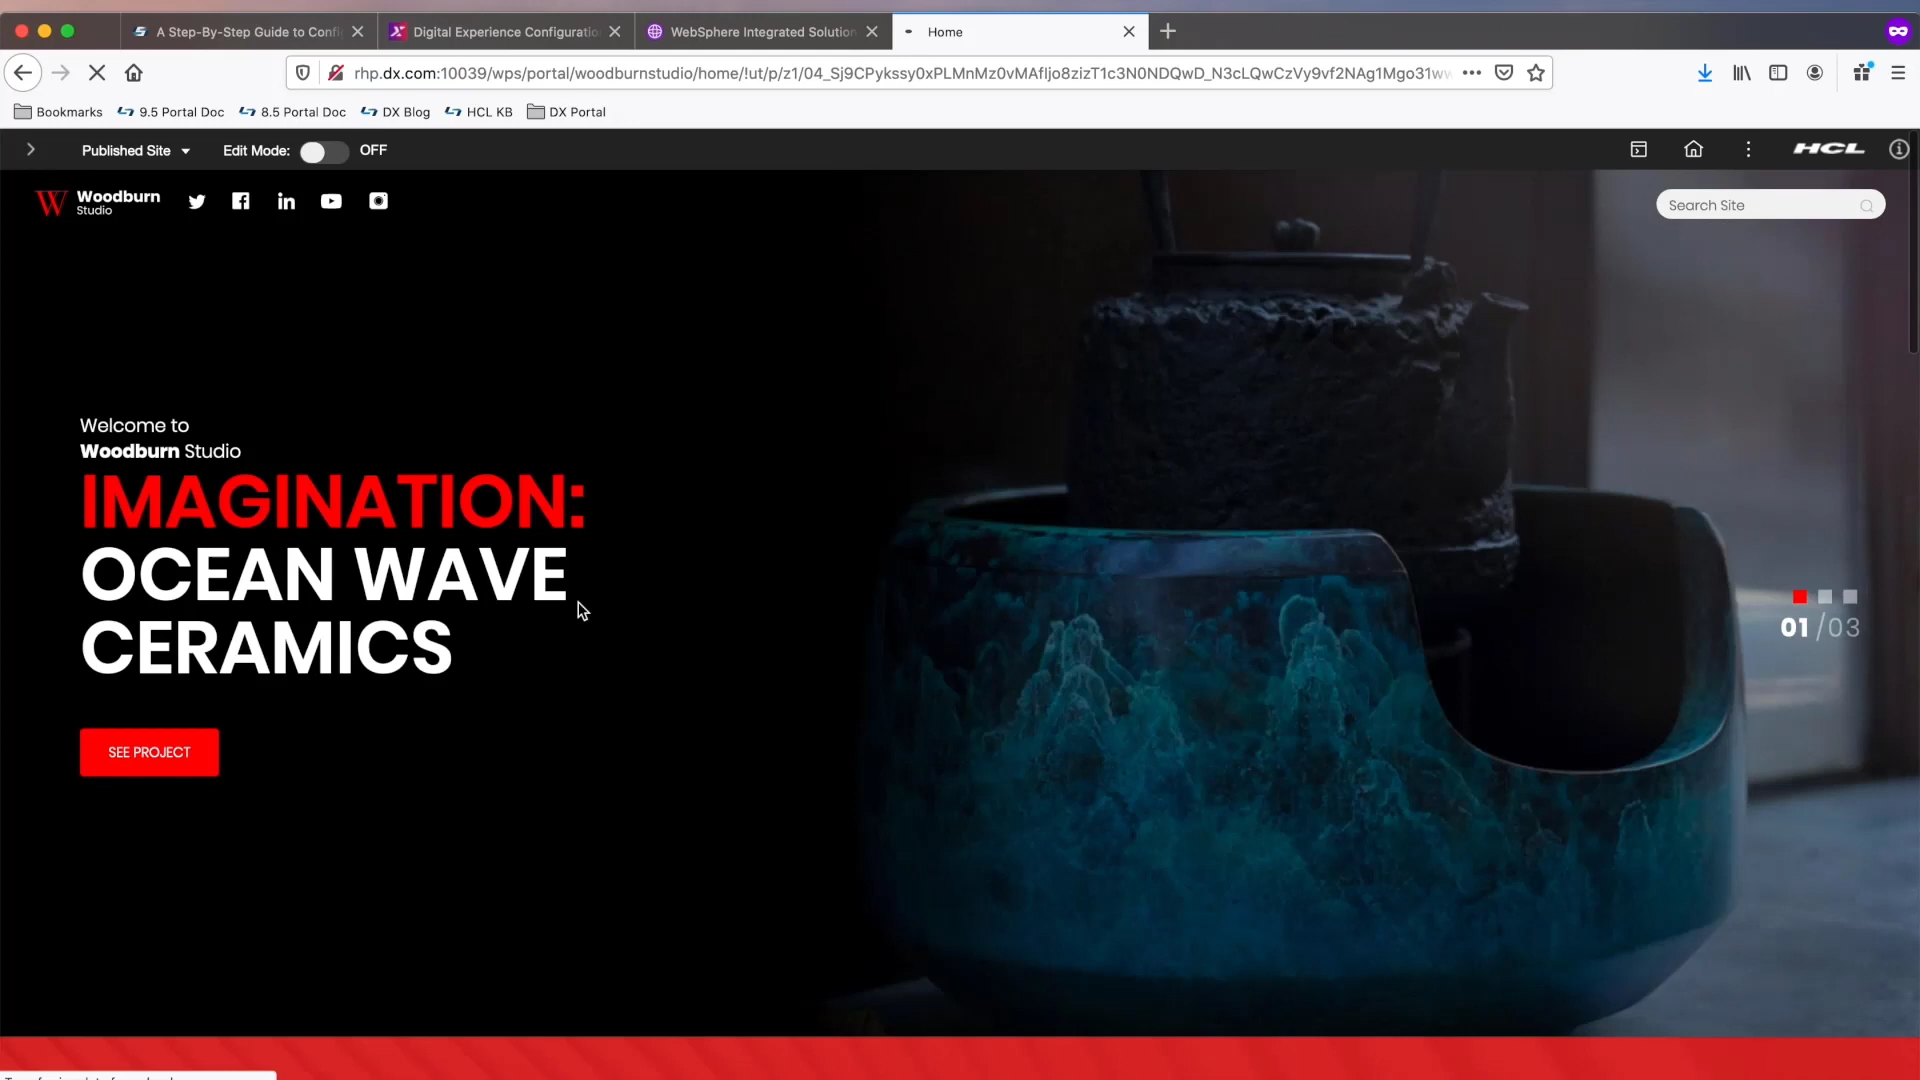 A Step-By-Step Guide to Confi
Digital Experience Configuratio
WebSphere Integrated Solution
Home
rhp.dx.com:10039/wps/portal/woodburnstudio/home/!ut/p/z1/04_Sj9CPykssy0xPLMnMz0vMAfIjo8zizT1c3N0NDQwD_N3cLQwCzVy9vf2NAg1Mgo31w
Bookmarks
9.5 Portal Doc
8.5 Portal Doc
DX Blog
HCL KB
DX Portal
Published Site
Edit Mode:
OFF
HCL
W Woodburn
Studio
Search Site
Welcome to
Woodburn Studio
IMAGINATION:
OCEAN WAVE
CERAMICS
01 /03
SEE PROJECT